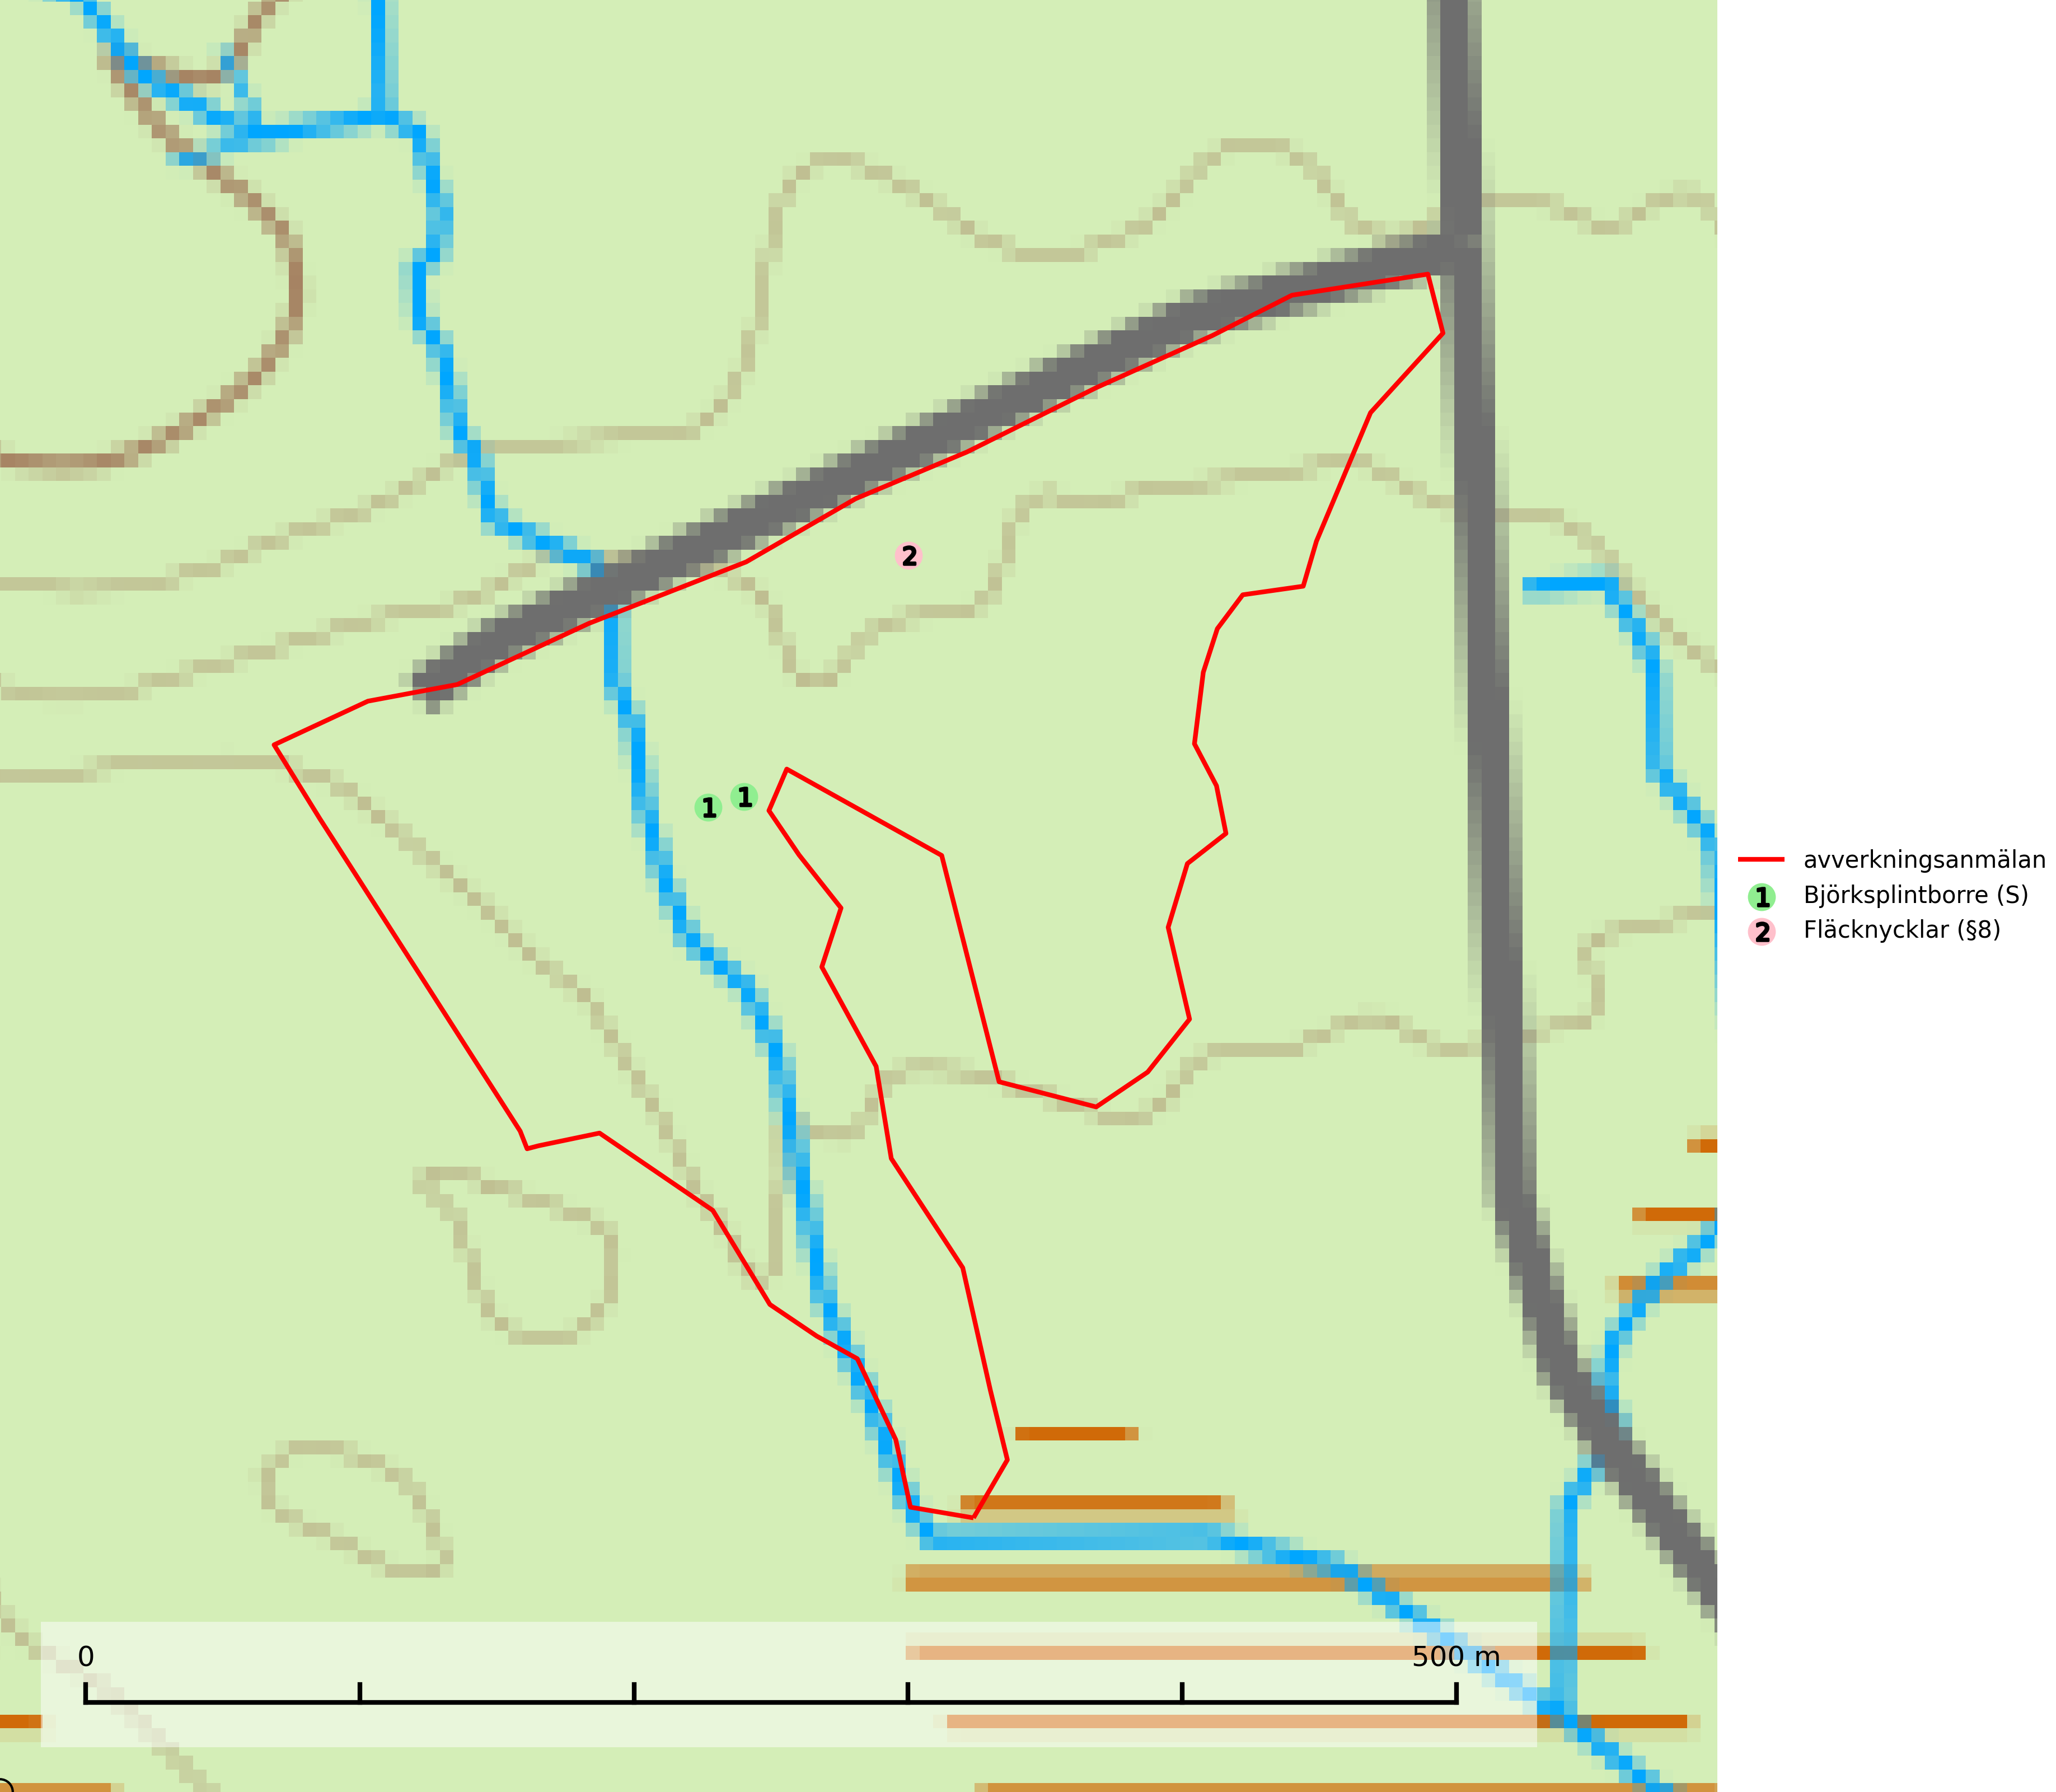 2
1
1
avverkningsanmälan
1 Björksplintborre (S)
2 Fläcknycklar (§8)
0 500 m